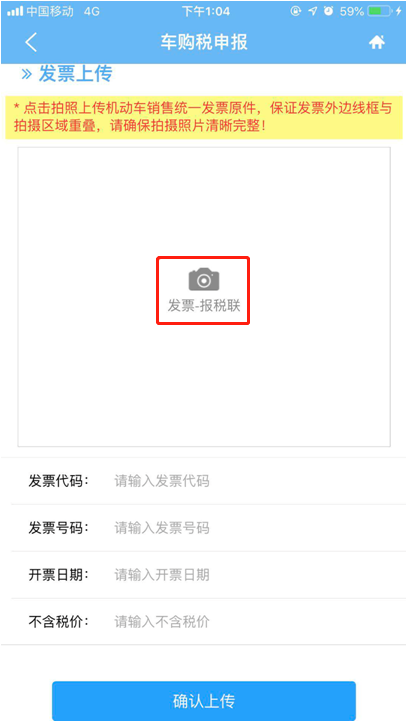 中国移动 4G 下午1:04 59%
车购税申报
» 发票上传
* 点击拍照上传机动车销售统一发票原件，保证发票外边线框与
拍摄区域重叠，请确保拍摄照片清晰完整！
发票-报税联
发票代码： 请输入发票代码
发票号码： 请输入发票号码
开票日期： 请输入开票日期
不含税价： 请输入不含税价
确认上传